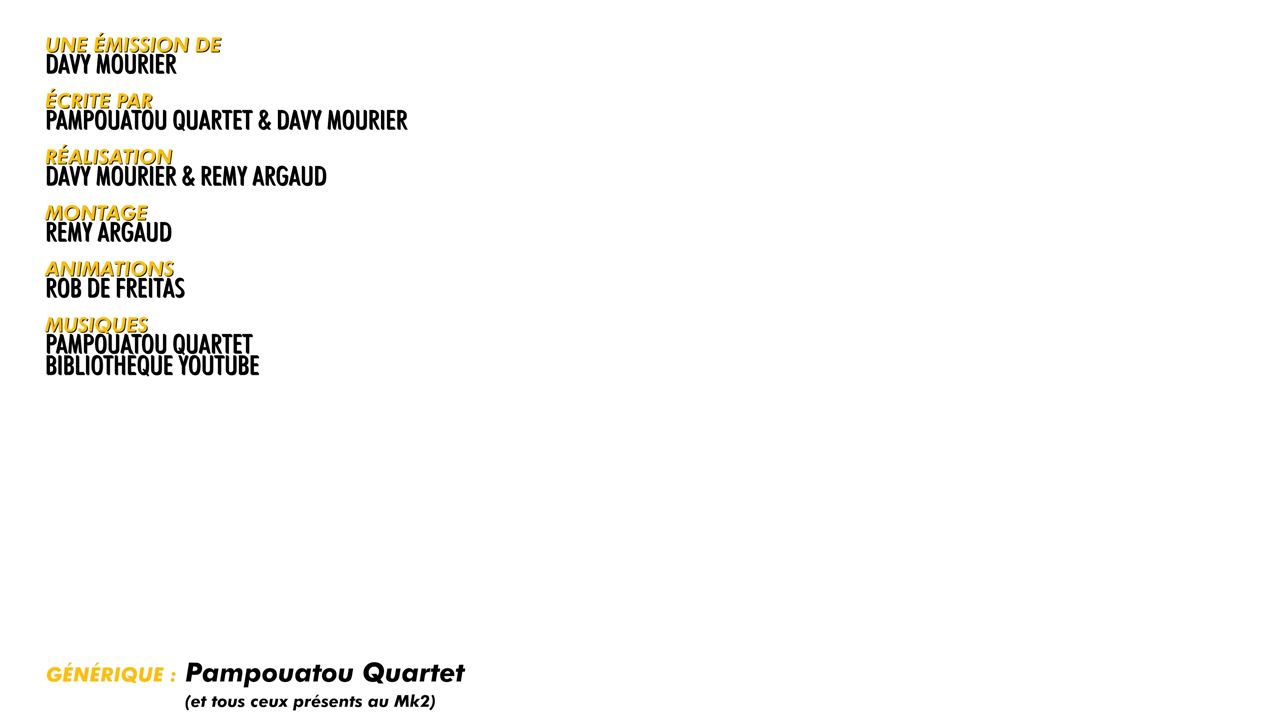 UNE ÉMISSION DE
DAVY MOURIER
ÉCRITE PAR
PAMPOUATOU QUARTET & DAVY MOURIER
RÉALISATION
DAVY MOURIER & REMY ARGAUD
MONTAGE
REMY ARGAUD
ANIMATIONS
ROB DE FREITAS
MUSIQUES
PAMPOUATOU QUARTET
BIBLIOTHÈQUE YOUTUBE
GÉNÉRIQUE : Pampouatou Quartet
(et tous ceux présents au Mk2)